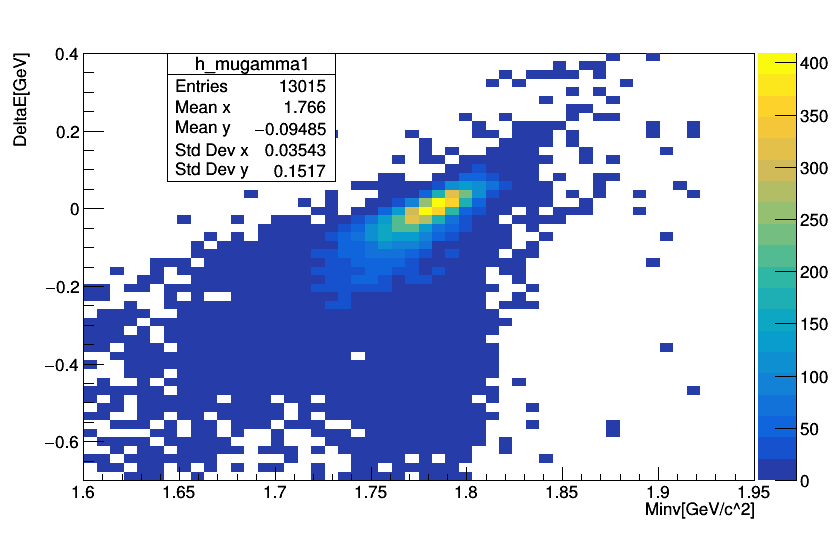 DeltaE[GeV]
h_mugamma1
Entries 13015
Mean x 1.766
Mean y −0.09485
Std Dev x 0.03543
Std Dev y 0.1517
0.4
0.2
0
−0.2
−0.4
−0.6
1.6 1.65 1.7 1.75 1.8 1.85 1.9 1.95
Minv[GeV/c^2]
400
350
300
250
200
150
100
50
0